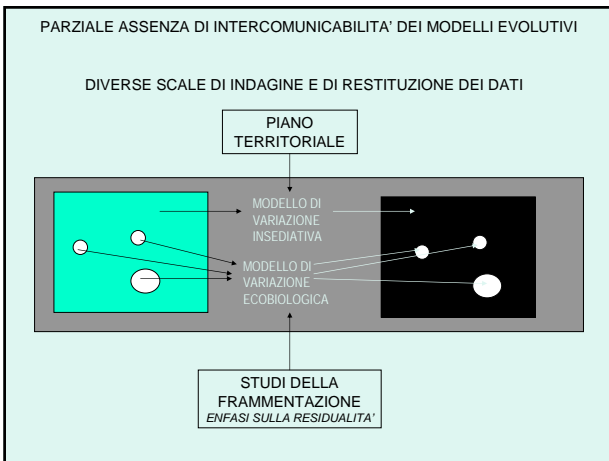 PARZIALE ASSENZA DI INTERCOMUNICABILITA' DEI MODELLI EVOLUTIVI
DIVERSE SCALE DI INDAGINE E DI RESTITUZIONE DEI DATI
PIANO
TERRITORIALE
MODELLO DI
VARIAZIONE
INSEDIATIVA
MODELLO DI
VARIAZIONE
ECOBIOLOGICA
STUDI DELLA
FRAMMENTAZIONE
ENFASI SULLA RESIDUALITA'